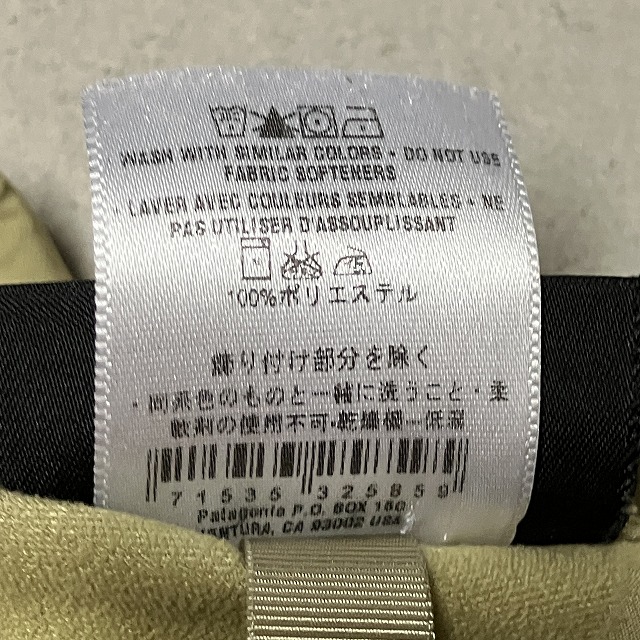 WASH WITH SIMILAR COLORS • DO NOT USE
FABRIC SOFTENERS
• LAVER AVEC COULEURS SEMBLABLES • NE
PAS UTILISER D'ASSOUPLISSANT
100%ポリエステル
飾り付け部分を除く
・同系色のものと一緒に洗うこと・柔
軟剤の使用不可・乾燥機－低温
71535 325859
Patagonia P.O. BOX 150
VENTURA, CA 93002 USA